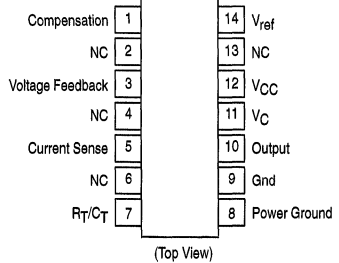 Compensation 1 14 Vref
NC 2 13 NC
Voltage Feedback 3 12 VCC
NC 4 11 VC
Current Sense 5 10 Output
NC 6 9 Gnd
RT/CT 7 8 Power Ground
(Top View)